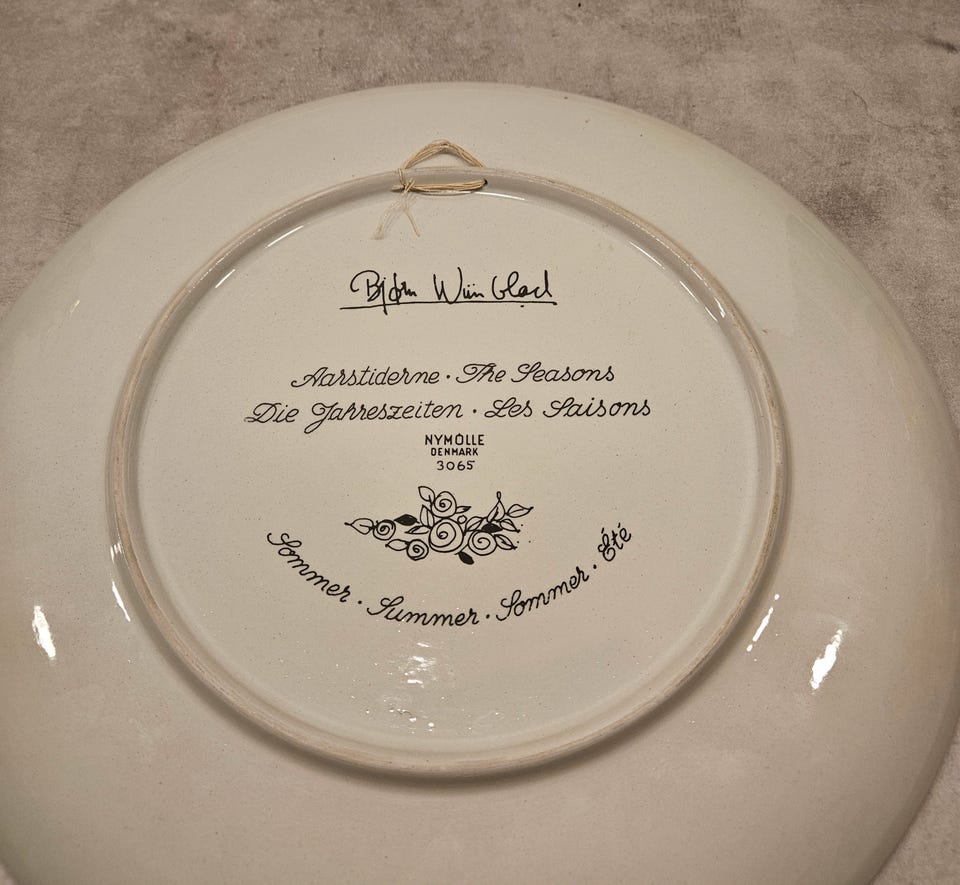 Bjørn Wiinblad
Aarstiderne · The Seasons
Die Jahreszeiten · Les Saisons
NYMÖLLE
DENMARK
3065
Sommer · Summer · Sommer · Été